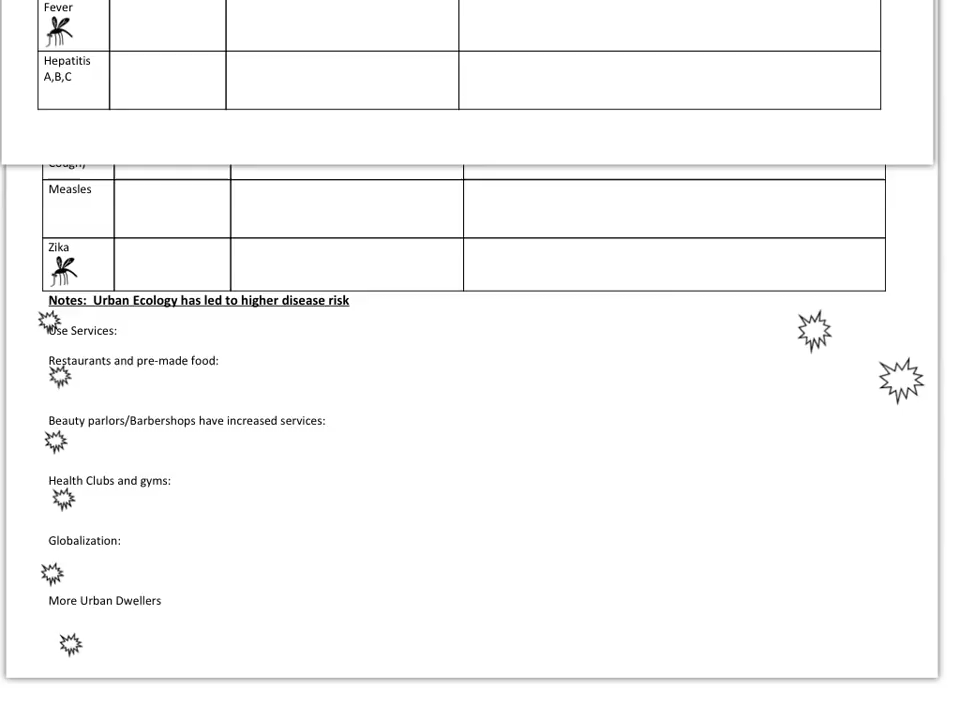 Fever
Hepatitis
A,B,C
Cough)
Measles
Zika
Notes:  Urban Ecology has led to higher disease risk
Use Services:
Restaurants and pre-made food:
Beauty parlors/Barbershops have increased services:
Health Clubs and gyms:
Globalization:
More Urban Dwellers